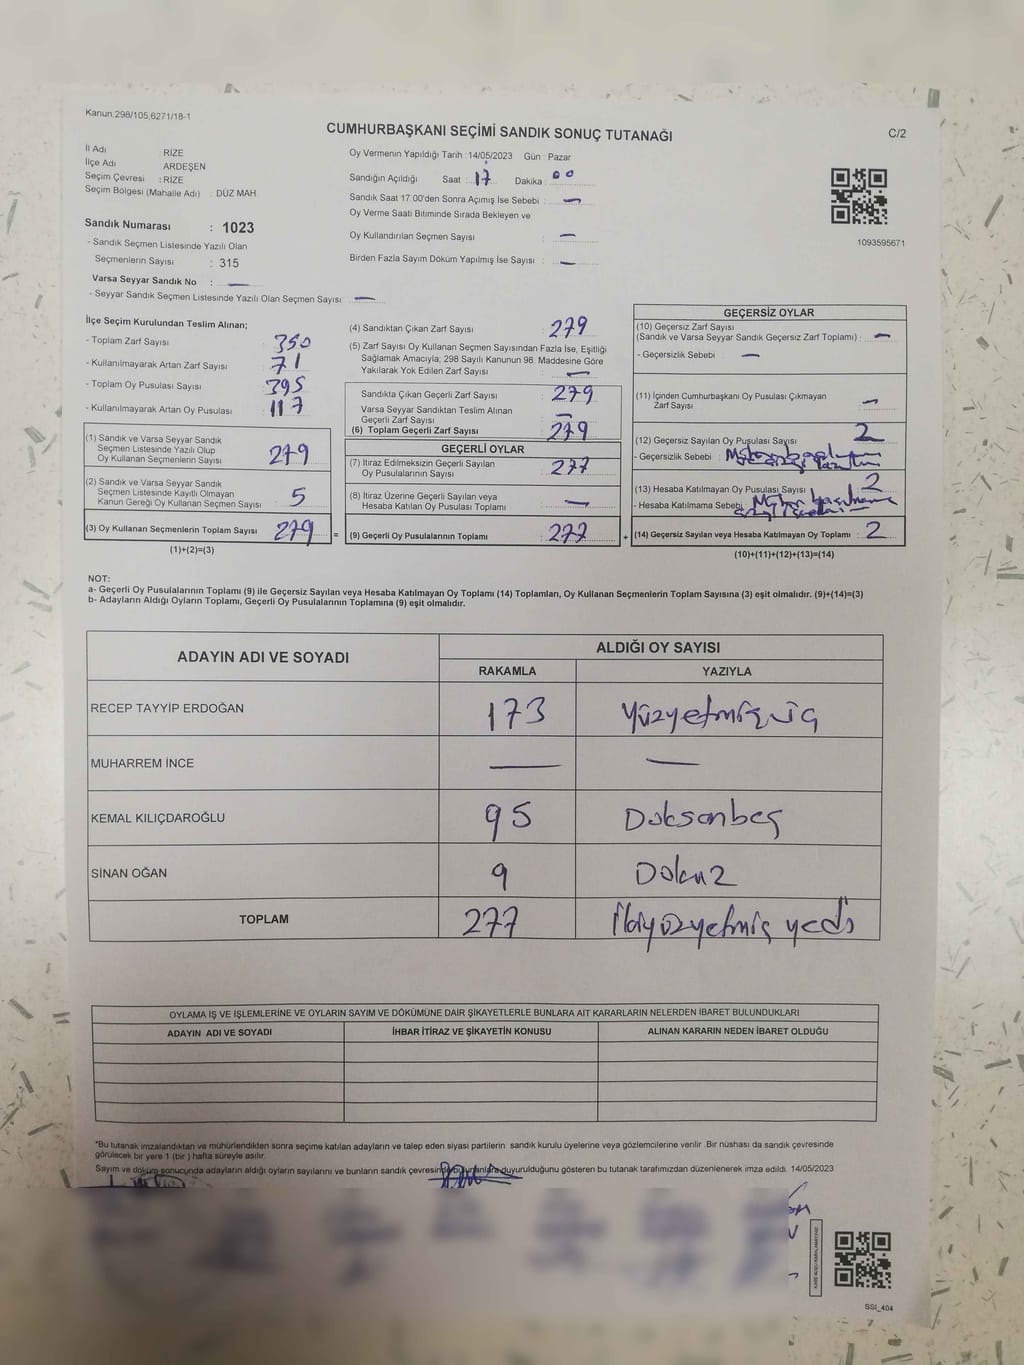 Kanun:298/105,6271/18-1
CUMHURBAŞKANI SEÇİMİ SANDIK SONUÇ TUTANAĞI
C/2
İl Adı RİZE
İlçe Adı ARDEŞEN
Seçim Çevresi : RİZE
Seçim Bölgesi (Mahalle Adı) : DÜZ MAH.
Oy Vermenin Yapıldığı Tarih : 14/05/2023 Gün : Pazar
Sandığın Açıldığı Saat : 17 Dakika : 00
Sandık Saat 17:00'den Sonra Açımış İse Sebebi : —
Oy Verme Saati Bitiminde Sırada Bekleyen ve
Oy Kullandırılan Seçmen Sayısı : —
Birden Fazla Sayım Döküm Yapılmış İse Sayısı : —
1093595671
Sandık Numarası : 1023
- Sandık Seçmen Listesinde Yazılı Olan
Seçmenlerin Sayısı : 315
Varsa Seyyar Sandık No : —
- Seyyar Sandık Seçmen Listesinde Yazılı Olan Seçmen Sayısı: —
İlçe Seçim Kurulundan Teslim Alınan;
- Toplam Zarf Sayısı : 350
- Kullanılmayarak Artan Zarf Sayısı : 71
- Toplam Oy Pusulası Sayısı : 395
- Kullanılmayarak Artan Oy Pusulası : 117
(1) Sandık ve Varsa Seyyar Sandık
Seçmen Listesinde Yazılı Olup
Oy Kullanan Seçmenlerin Sayısı : 279
(2) Sandık ve Varsa Seyyar Sandık
Seçmen Listesinde Kayıtlı Olmayan
Kanun Gereği Oy Kullanan Seçmen Sayısı : 5
(3) Oy Kullanan Seçmenlerin Toplam Sayısı : 279
(1)+(2)=(3)
(4) Sandıktan Çıkan Zarf Sayısı : 279
(5) Zarf Sayısı Oy Kullanan Seçmen Sayısından Fazla İse, Eşitliği
Sağlamak Amacıyla; 298 Sayılı Kanunun 98. Maddesine Göre
Yakılarak Yok Edilen Zarf Sayısı : —
Sandıkta Çıkan Geçerli Zarf Sayısı : 279
Varsa Seyyar Sandıktan Teslim Alınan
Geçerli Zarf Sayısı : —
(6) Toplam Geçerli Zarf Sayısı : 279
GEÇERLİ OYLAR
(7) İtiraz Edilmeksizin Geçerli Sayılan
Oy Pusulalarının Sayısı : 277
(8) İtiraz Üzerine Geçerli Sayılan veya
Hesaba Katılan Oy Pusulası Toplamı : —
= (9) Geçerli Oy Pusulalarının Toplamı : 277 +
GEÇERSİZ OYLAR
(10) Geçersiz Zarf Sayısı
(Sandık ve Varsa Seyyar Sandık Geçersiz Zarf Toplamı) : —
- Geçersizlik Sebebi : —
(11) İçinden Cumhurbaşkanı Oy Pusulası Çıkmayan
Zarf Sayısı : —
(12) Geçersiz Sayılan Oy Pusulası Sayısı : 2
- Geçersizlik Sebebi :
(13) Hesaba Katılmayan Oy Pusulası Sayısı : 2
- Hesaba Katılmama Sebebi:
(14) Geçersiz Sayılan veya Hesaba Katılmayan Oy Toplamı : 2
(10)+(11)+(12)+(13)=(14)
NOT:
a- Geçerli Oy Pusulalarının Toplamı (9) ile Geçersiz Sayılan veya Hesaba Katılmayan Oy Toplamı (14) Toplamları, Oy Kullanan Seçmenlerin Toplam Sayısına (3) eşit olmalıdır. (9)+(14)=(3)
b- Adayların Aldığı Oyların Toplamı, Geçerli Oy Pusulalarının Toplamına (9) eşit olmalıdır.
ADAYIN ADI VE SOYADI
ALDIĞI OY SAYISI
RAKAMLA YAZIYLA
RECEP TAYYİP ERDOĞAN 173 Yüzyetmişüç
MUHARREM İNCE — —
KEMAL KILIÇDAROĞLU 95 Doksanbeş
SİNAN OĞAN 9 Dokuz
TOPLAM 277 İkiyüzyetmiş yedi
OYLAMA İŞ VE İŞLEMLERİNE VE OYLARIN SAYIM VE DÖKÜMÜNE DAİR ŞİKAYETLERLE BUNLARA AİT KARARLARIN NELERDEN İBARET BULUNDUKLARI
ADAYIN ADI VE SOYADI İHBAR İTİRAZ VE ŞİKAYETİN KONUSU ALINAN KARARIN NEDEN İBARET OLDUĞU
*Bu tutanak imzalandıktan ve mühürlendikten sonra seçime katılan adayların ve talep eden siyasi partilerin sandık kurulu üyelerine veya gözlemcilerine verilir. Bir nüshası da sandık çevresinde
görülecek bir yere 1 (bir) hafta süreyle asılır.
Sayım ve döküm sonucunda adayların aldığı oyların sayılarını ve bunların sandık çevresinde duyurulduğunu gösteren bu tutanak tarafımızdan düzenlenerek imza edildi. 14/05/2023
SSİ_404